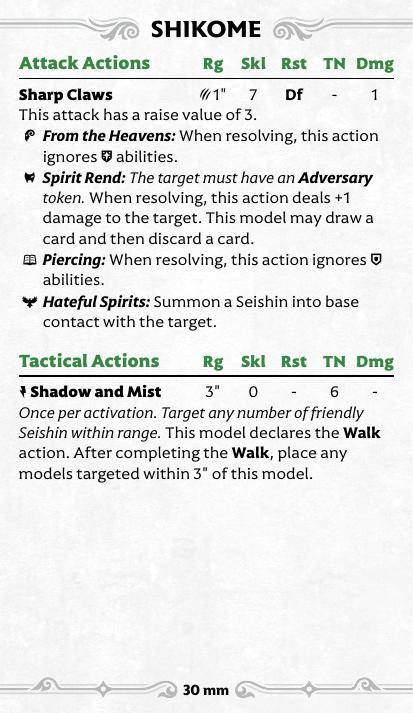 SHIKOME
Attack Actions Rg Skl Rst TN Dmg
Sharp Claws 1" 7 Df - 1
This attack has a raise value of 3.
From the Heavens: When resolving, this action
ignores abilities.
Spirit Rend: The target must have an Adversary
token. When resolving, this action deals +1
damage to the target. This model may draw a
card and then discard a card.
Piercing: When resolving, this action ignores
abilities.
Hateful Spirits: Summon a Seishin into base
contact with the target.
Tactical Actions Rg Skl Rst TN Dmg
Shadow and Mist 3" 0 - 6 -
Once per activation. Target any number of friendly
Seishin within range. This model declares the Walk
action. After completing the Walk, place any
models targeted within 3" of this model.
30 mm